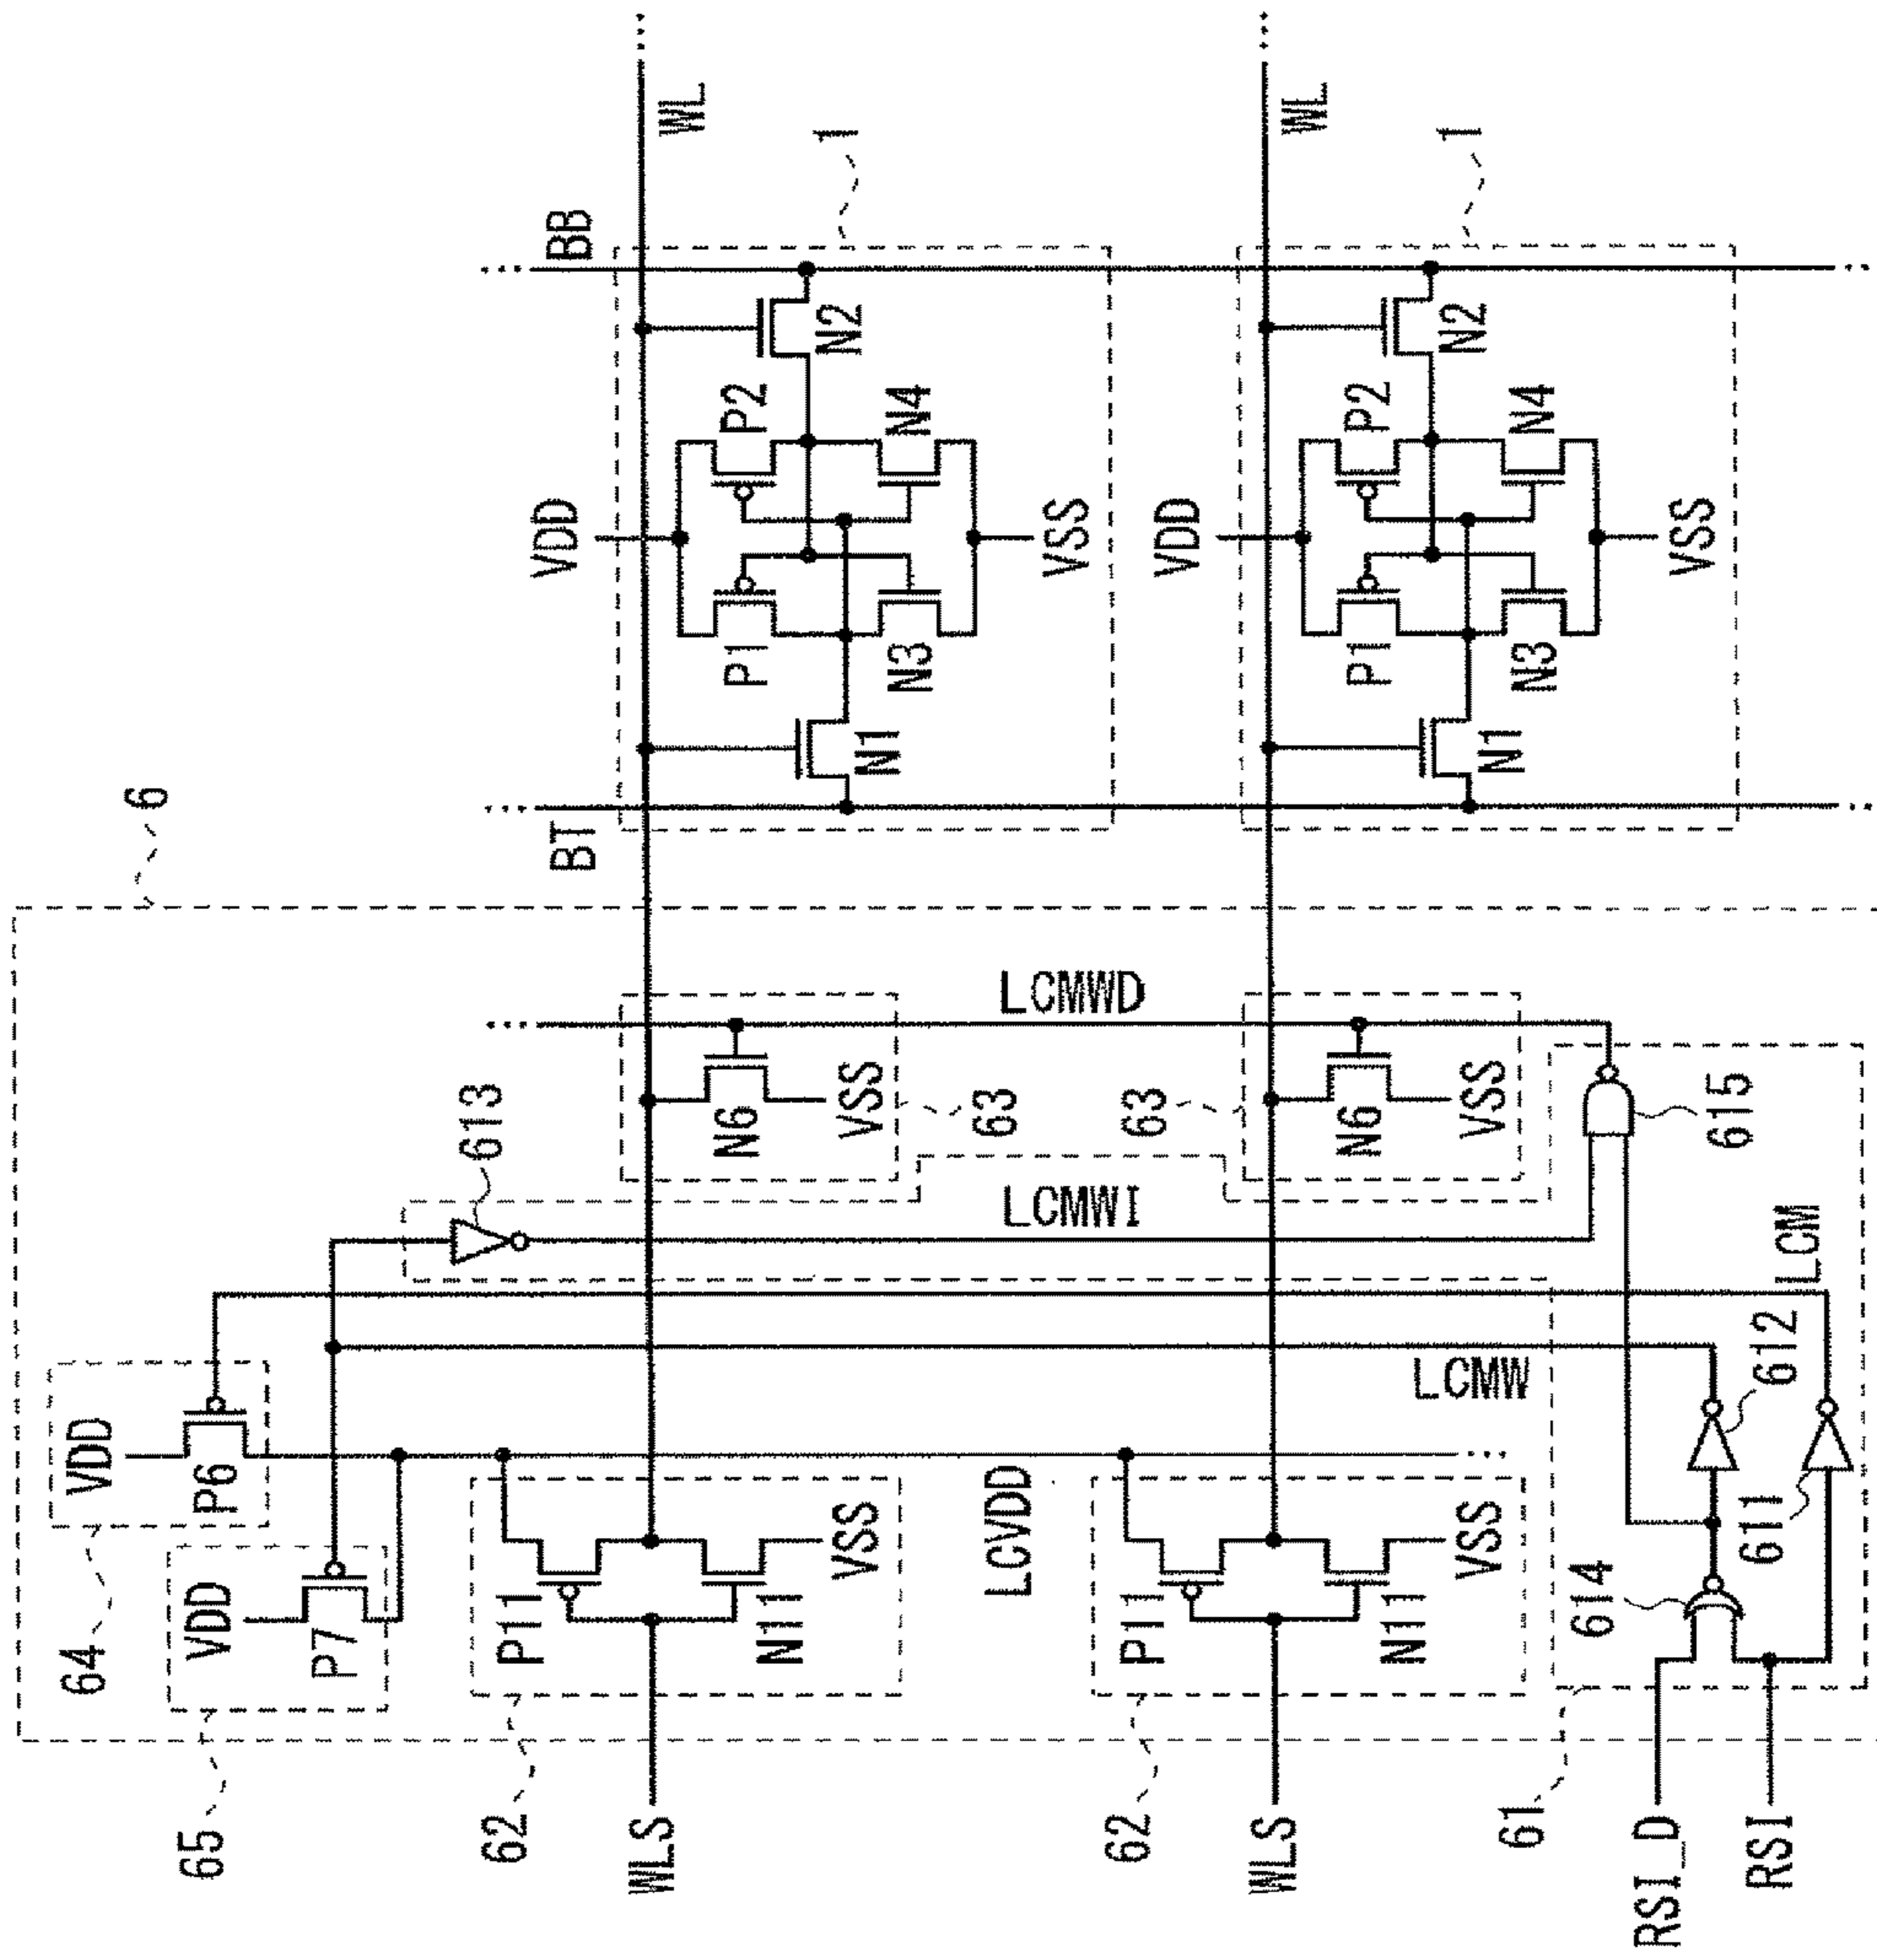 6
64
VDD
P6
65
VDD
P7
613
BT
BB
WL
VDD
P1
P2
N1
N2
N3
N4
VSS
1
62
WLS
P11
N11
VSS
N6
VSS
63
LCMWD
LCMWI
LCVDD
LCMW
LCM
63
N6
VSS
62
WLS
P11
N11
VSS
WL
VDD
P1
P2
N1
N2
N3
N4
VSS
1
61
RSI_D
RSI
614
611
612
615